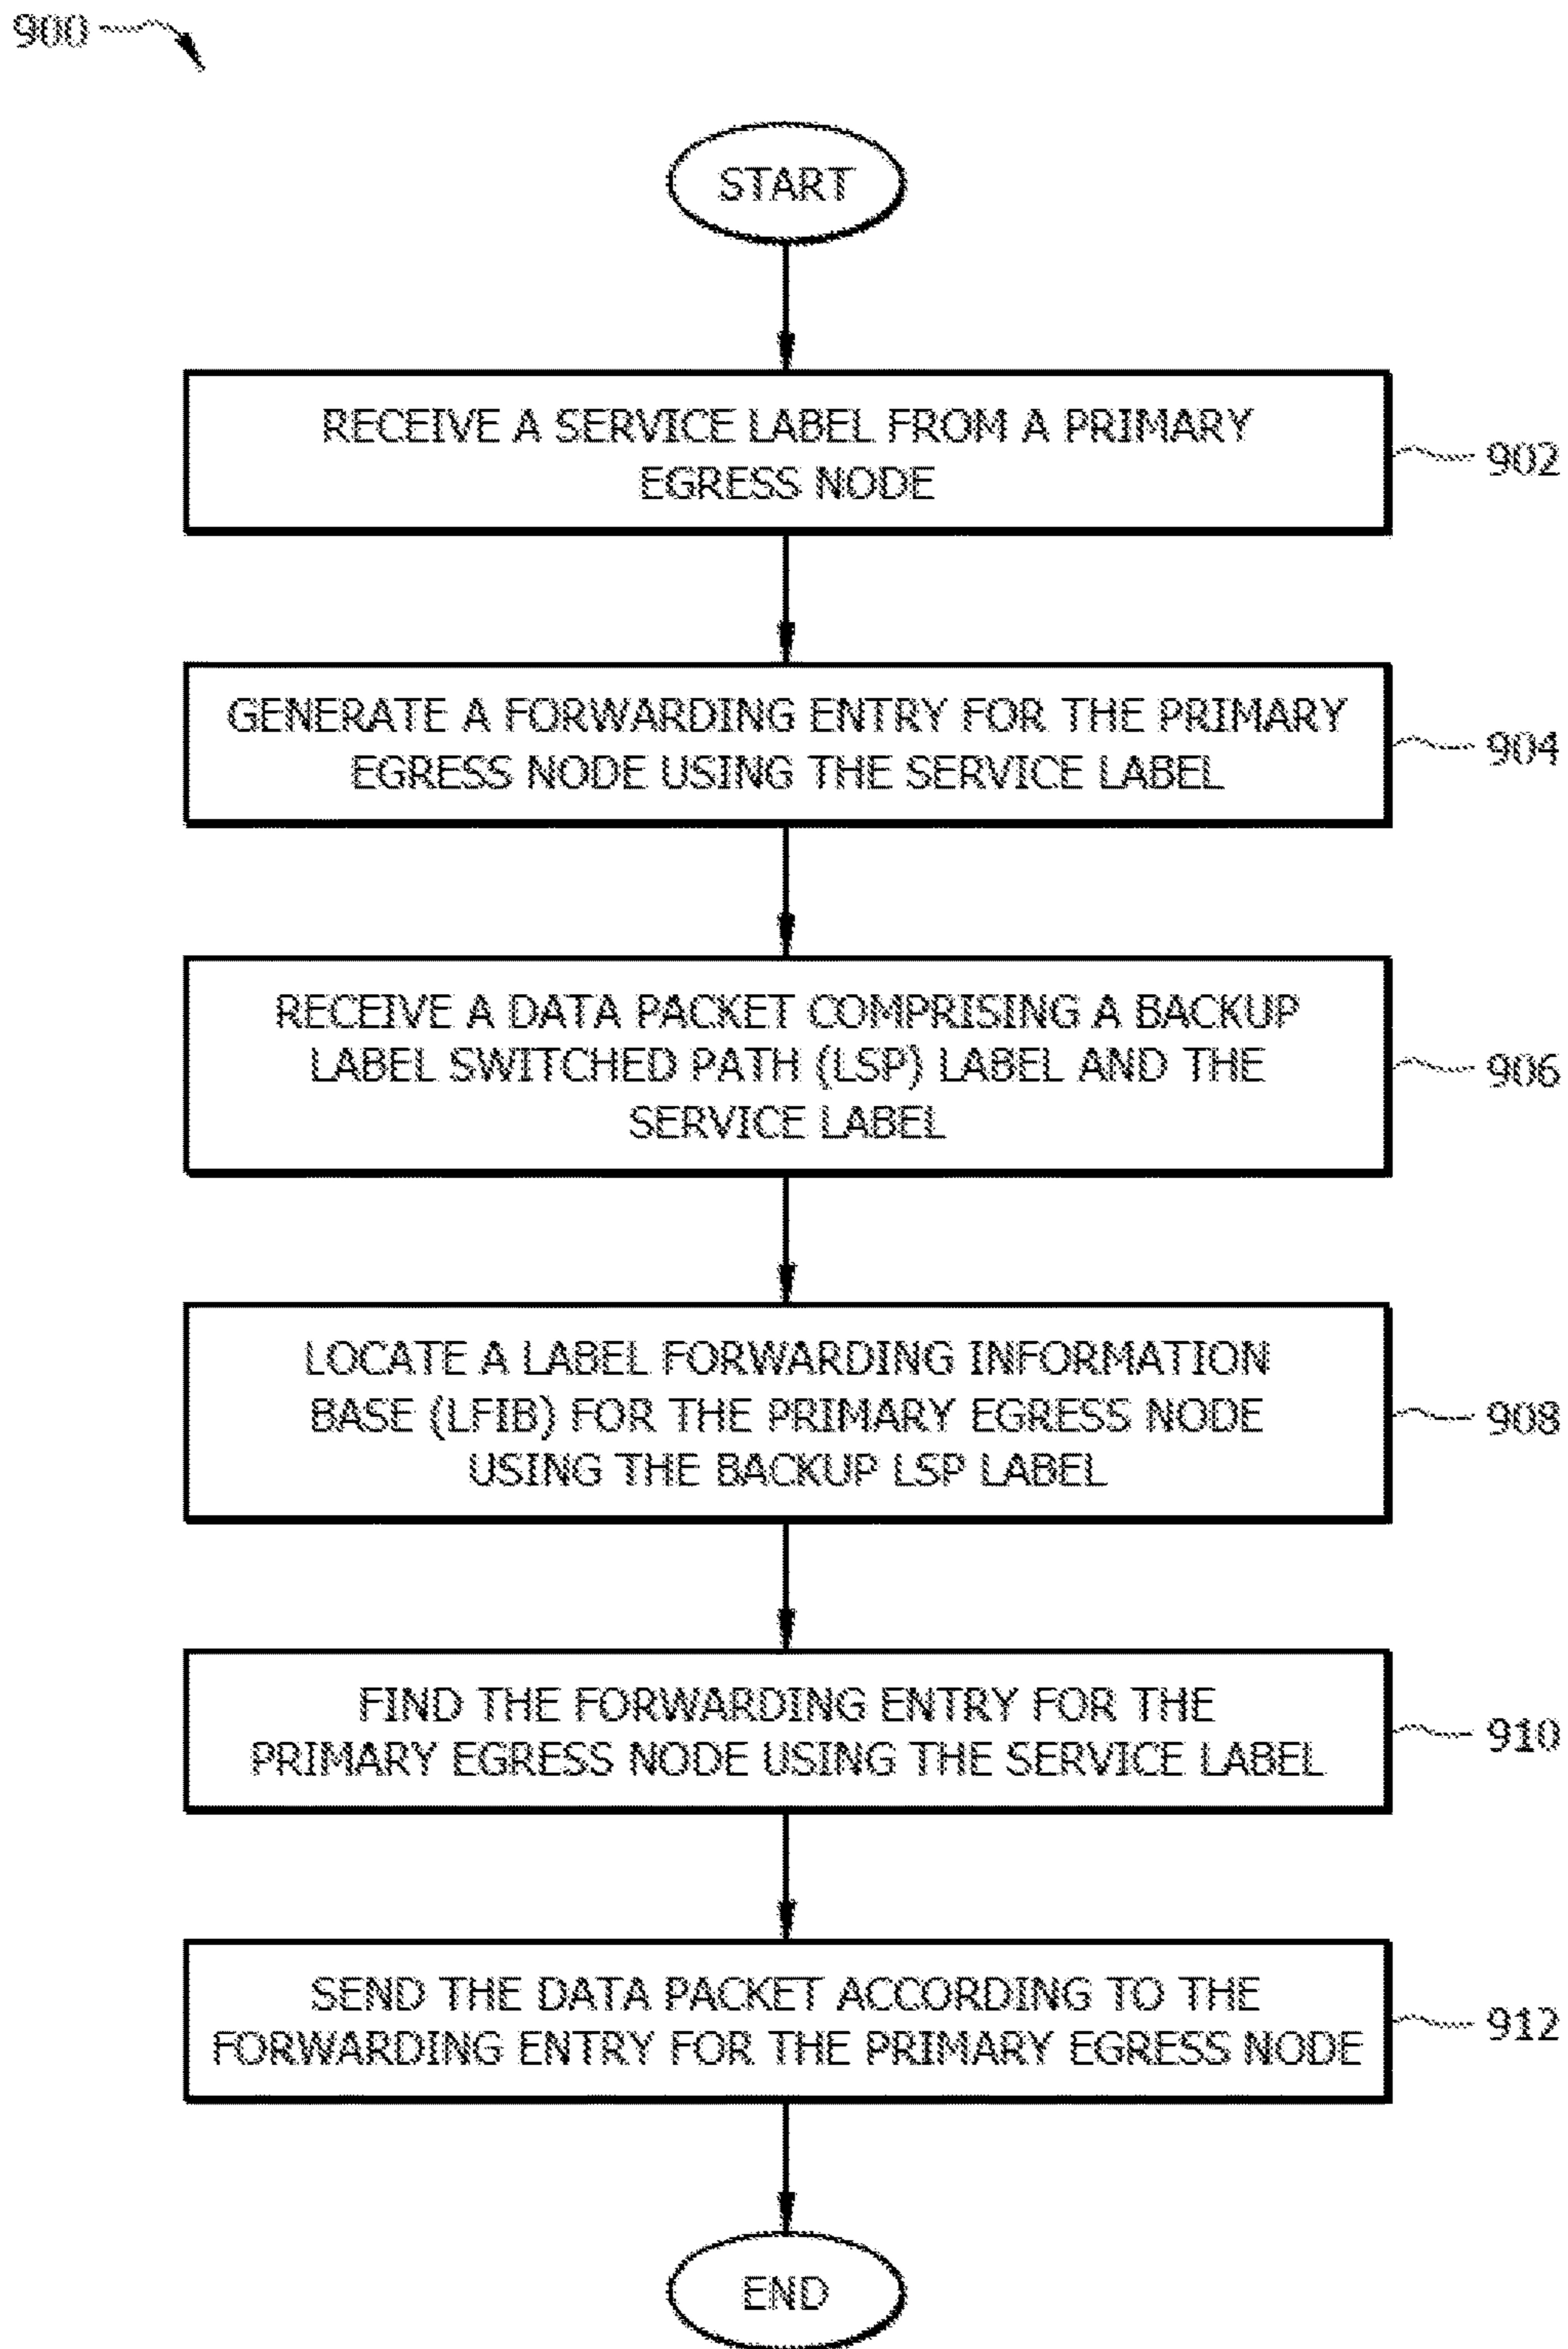 900
START
RECEIVE A SERVICE LABEL FROM A PRIMARY
EGRESS NODE
902
GENERATE A FORWARDING ENTRY FOR THE PRIMARY
EGRESS NODE USING THE SERVICE LABEL
904
RECEIVE A DATA PACKET COMPRISING A BACKUP
LABEL SWITCHED PATH (LSP) LABEL AND THE
SERVICE LABEL
906
LOCATE A LABEL FORWARDING INFORMATION
BASE (LFIB) FOR THE PRIMARY EGRESS NODE
USING THE BACKUP LSP LABEL
908
FIND THE FORWARDING ENTRY FOR THE
PRIMARY EGRESS NODE USING THE SERVICE LABEL
910
SEND THE DATA PACKET ACCORDING TO THE
FORWARDING ENTRY FOR THE PRIMARY EGRESS NODE
912
END